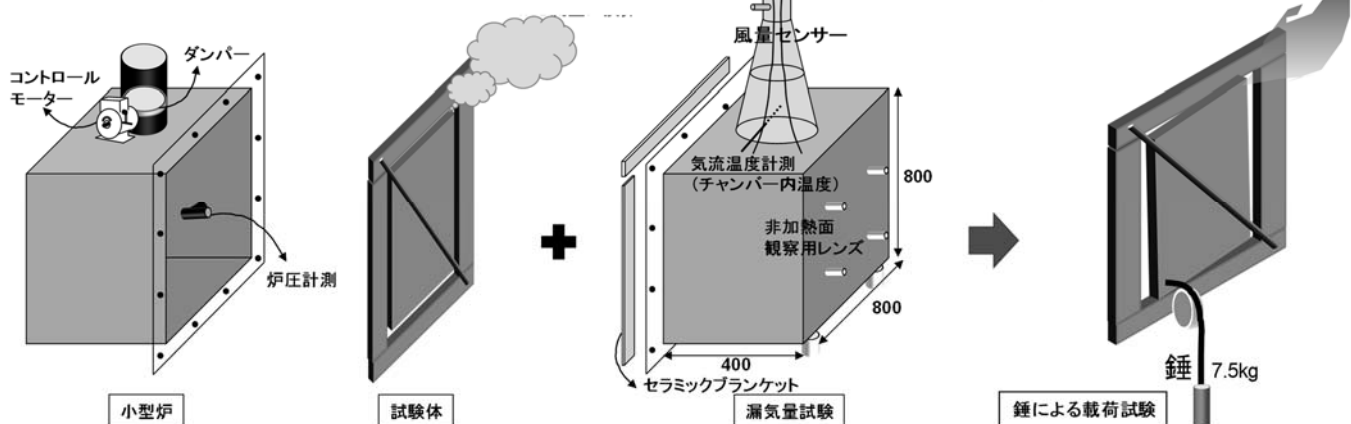 コントロール
モーター
ダンパー
炉圧計測
小型炉
試験体
風量センサー
気流温度計測
(チャンバー内温度)
非加熱面
観察用レンズ
800
800
400
セラミックブランケット
漏気量試験
錘 7.5kg
錘による載荷試験